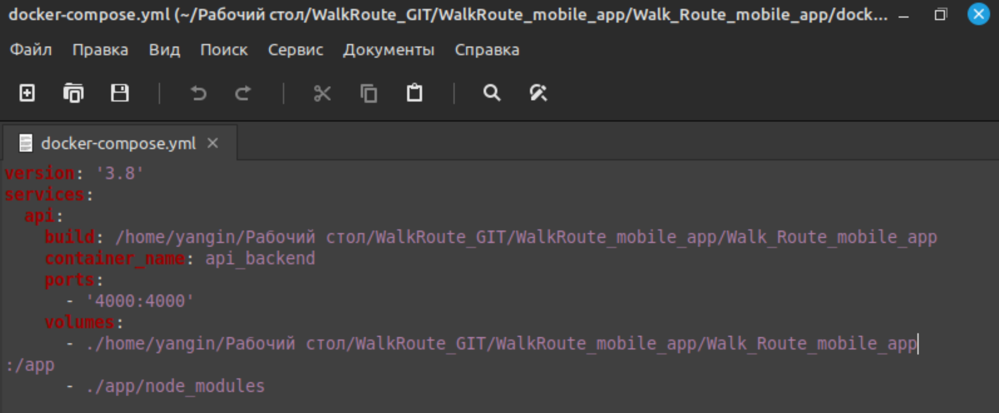 docker-compose.yml (~/Рабочий стол/WalkRoute_GIT/WalkRoute_mobile_app/Walk_Route_mobile_app/dock...
Файл Правка Вид Поиск Сервис Документы Справка
docker-compose.yml
version: '3.8'
services:
  api:
    build: /home/yangin/Рабочий стол/WalkRoute_GIT/WalkRoute_mobile_app/Walk_Route_mobile_app
    container_name: api_backend
    ports:
      - '4000:4000'
    volumes:
      - ./home/yangin/Рабочий стол/WalkRoute_GIT/WalkRoute_mobile_app/Walk_Route_mobile_app
:/app
      - ./app/node_modules